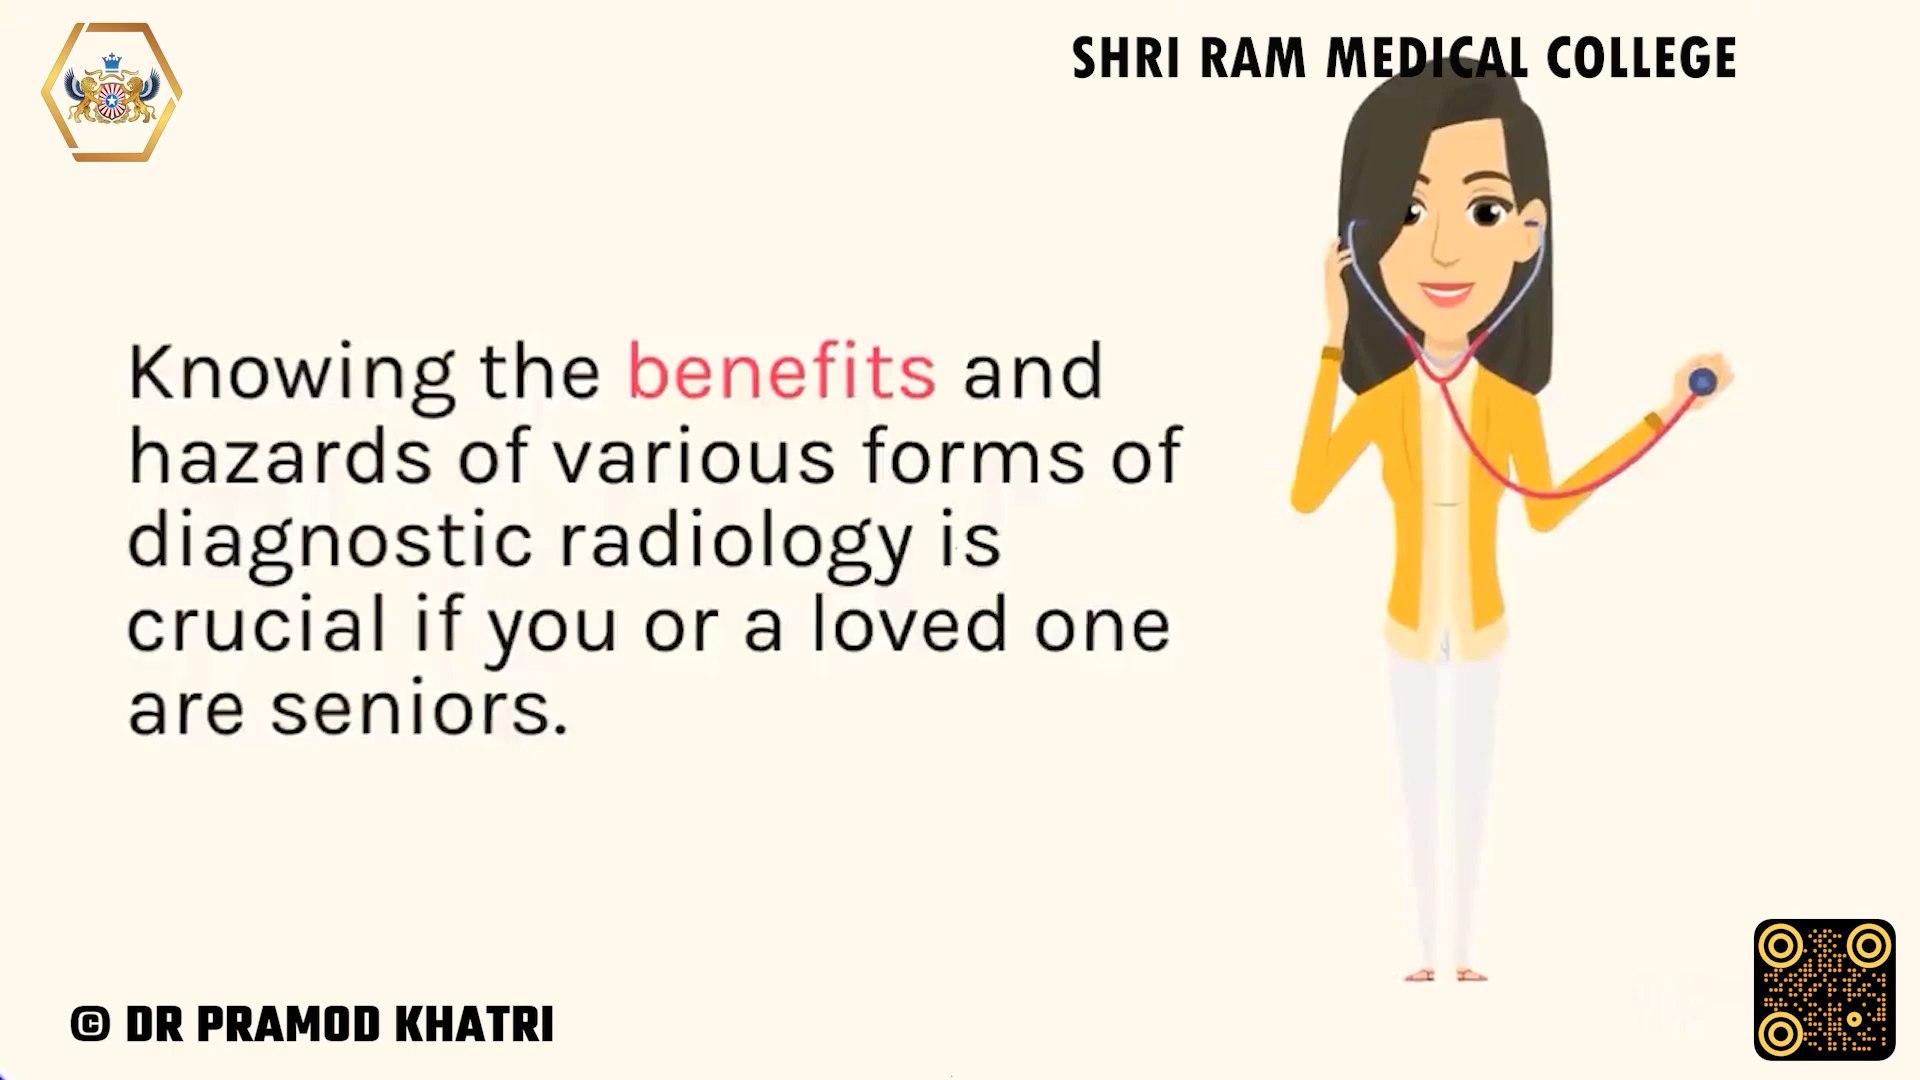 SHRI RAM MEDICAL COLLEGE
Knowing the benefits and
hazards of various forms of
diagnostic radiology is
crucial if you or a loved one
are seniors.
© DR PRAMOD KHATRI